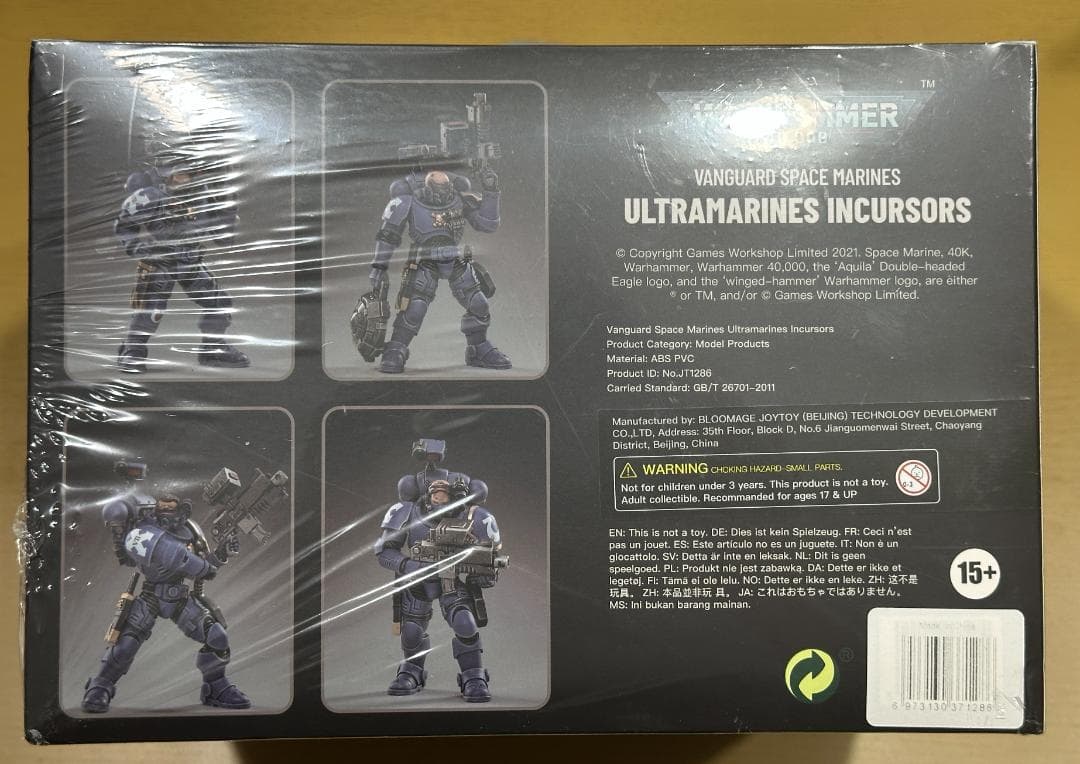 TM
VANGUARD SPACE MARINES
ULTRAMARINES INCURSORS
© Copyright Games Workshop Limited 2021. Space Marine, 40K,
Warhammer, Warhammer 40,000, the 'Aquila' Double-headed
Eagle logo, and the 'winged-hammer' Warhammer logo, are either
® or TM, and/or © Games Workshop Limited.
Vanguard Space Marines Ultramarines Incursors
Product Category: Model Products
Material: ABS PVC
Product ID: No.JT1286
Carried Standard: GB/T 26701-2011
Manufactured by: BLOOMAGE JOYTOY (BEIJING) TECHNOLOGY DEVELOPMENT
CO.,LTD, Address: 35th Floor, Block D, No.6 Jianguomenwai Street, Chaoyang
District, Beijing, China
WARNING CHOKING HAZARD-SMALL PARTS.
Not for children under 3 years. This product is not a toy.
Adult collectible. Recommanded for ages 17 & UP
0-3
EN: This is not a toy. DE: Dies ist kein Spielzeug. FR: Ceci n'est
pas un jouet. ES: Este artículo no es un juguete. IT: Non è un
giocattolo. SV: Detta är inte en leksak. NL: Dit is geen
speelgoed. PL: Produkt nie jest zabawką. DA: Dette er ikke et
legetøj. FI: Tämä ei ole lelu. NO: Dette er ikke en leke. ZH: 这不是
玩具。 ZH: 本品並非玩 具。 JA: これはおもちゃではありません。
MS: Ini bukan barang mainan.
15+
®
Made in
6 973130 371286